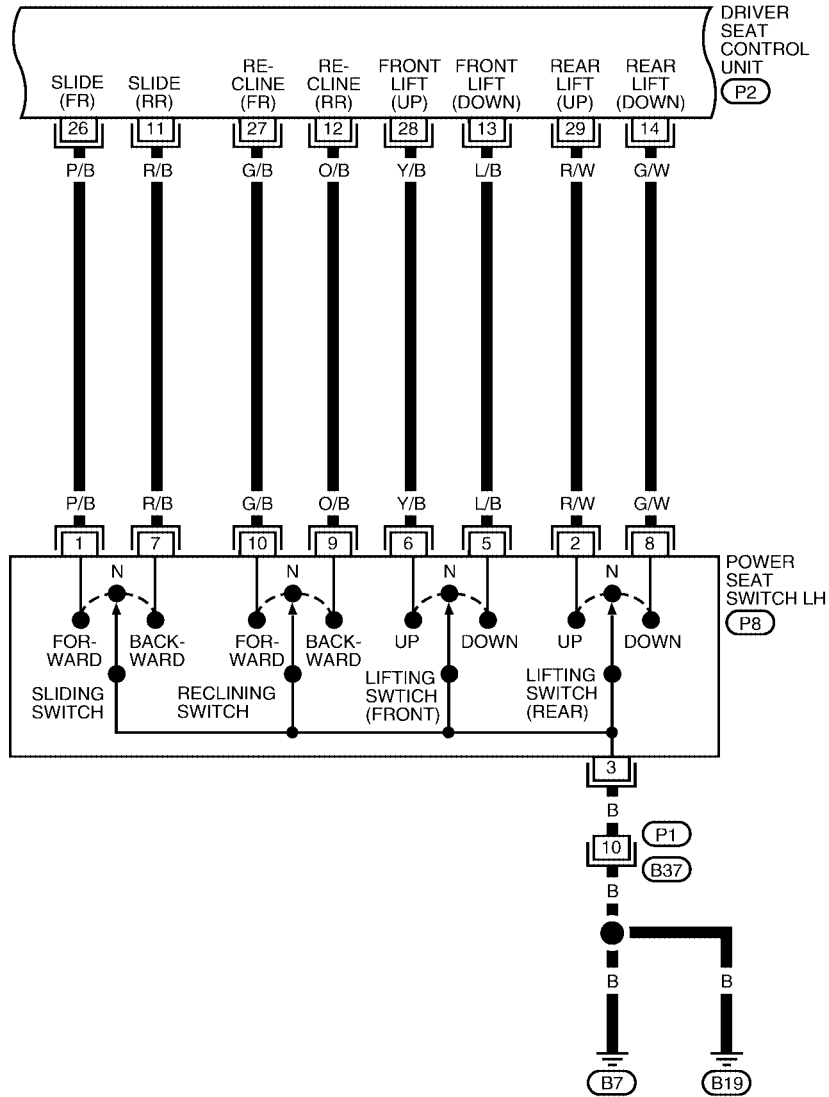 DRIVER
SEAT
CONTROL
UNIT
P2
SLIDE
(FR)
SLIDE
(RR)
RE-
CLINE
(FR)
RE-
CLINE
(RR)
FRONT
LIFT
(UP)
FRONT
LIFT
(DOWN)
REAR
LIFT
(UP)
REAR
LIFT
(DOWN)
26 11 27 12 28 13 29 14
P/B R/B G/B O/B Y/B L/B R/W G/W
P/B R/B G/B O/B Y/B L/B R/W G/W
1 7 10 9 6 5 2 8
POWER
SEAT
SWITCH LH
P8
N N N N
FOR-
WARD
BACK-
WARD
FOR-
WARD
BACK-
WARD
UP DOWN UP DOWN
SLIDING
SWITCH
RECLINING
SWITCH
LIFTING
SWTICH
(FRONT)
LIFTING
SWITCH
(REAR)
3
B
10
P1
B37
B
B B
B7 B19